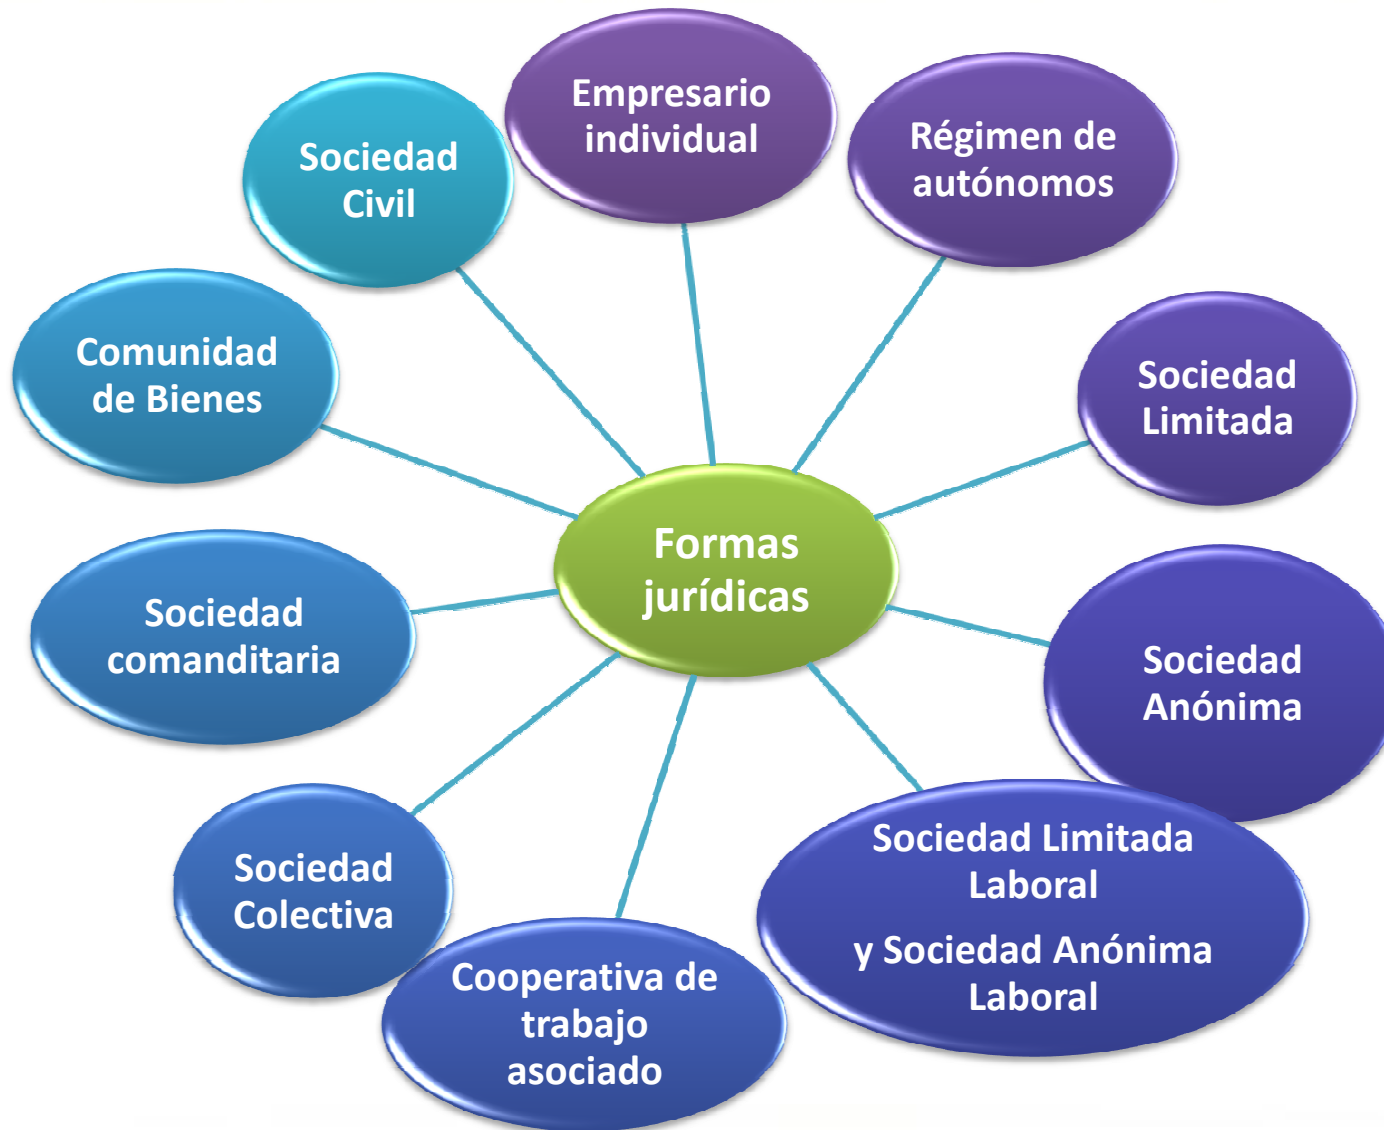 Empresario
individual
Régimen de
autónomos
Sociedad
Limitada
Sociedad
Anónima
Sociedad Limitada
Laboral
y Sociedad Anónima
Laboral
Cooperativa de
trabajo
asociado
Sociedad
Colectiva
Sociedad
comanditaria
Comunidad
de Bienes
Sociedad
Civil
Formas
jurídicas